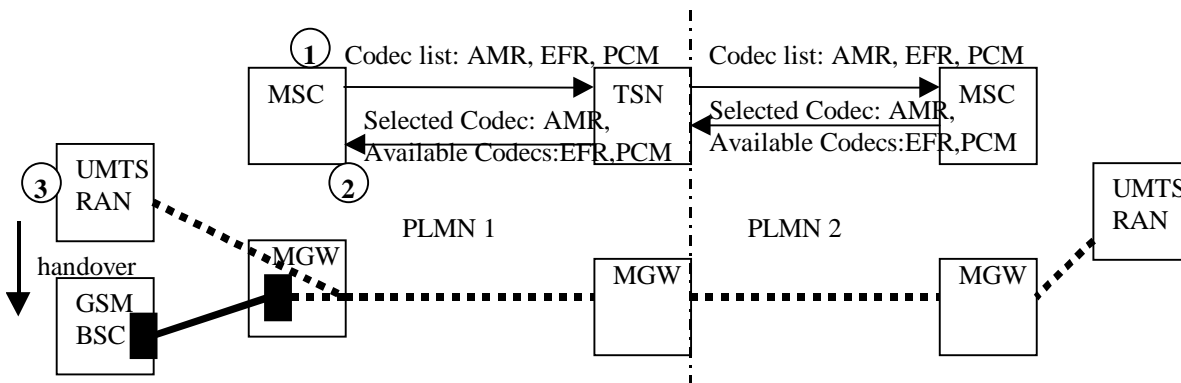 1
Codec list: AMR, EFR, PCM
Codec list: AMR, EFR, PCM
MSC
TSN
MSC
Selected Codec: AMR,
Available Codecs:EFR,PCM
Selected Codec: AMR,
Available Codecs:EFR,PCM
2
3
UMTS
RAN
UMTS
RAN
PLMN 1
PLMN 2
handover
MGW
MGW
MGW
GSM
BSC